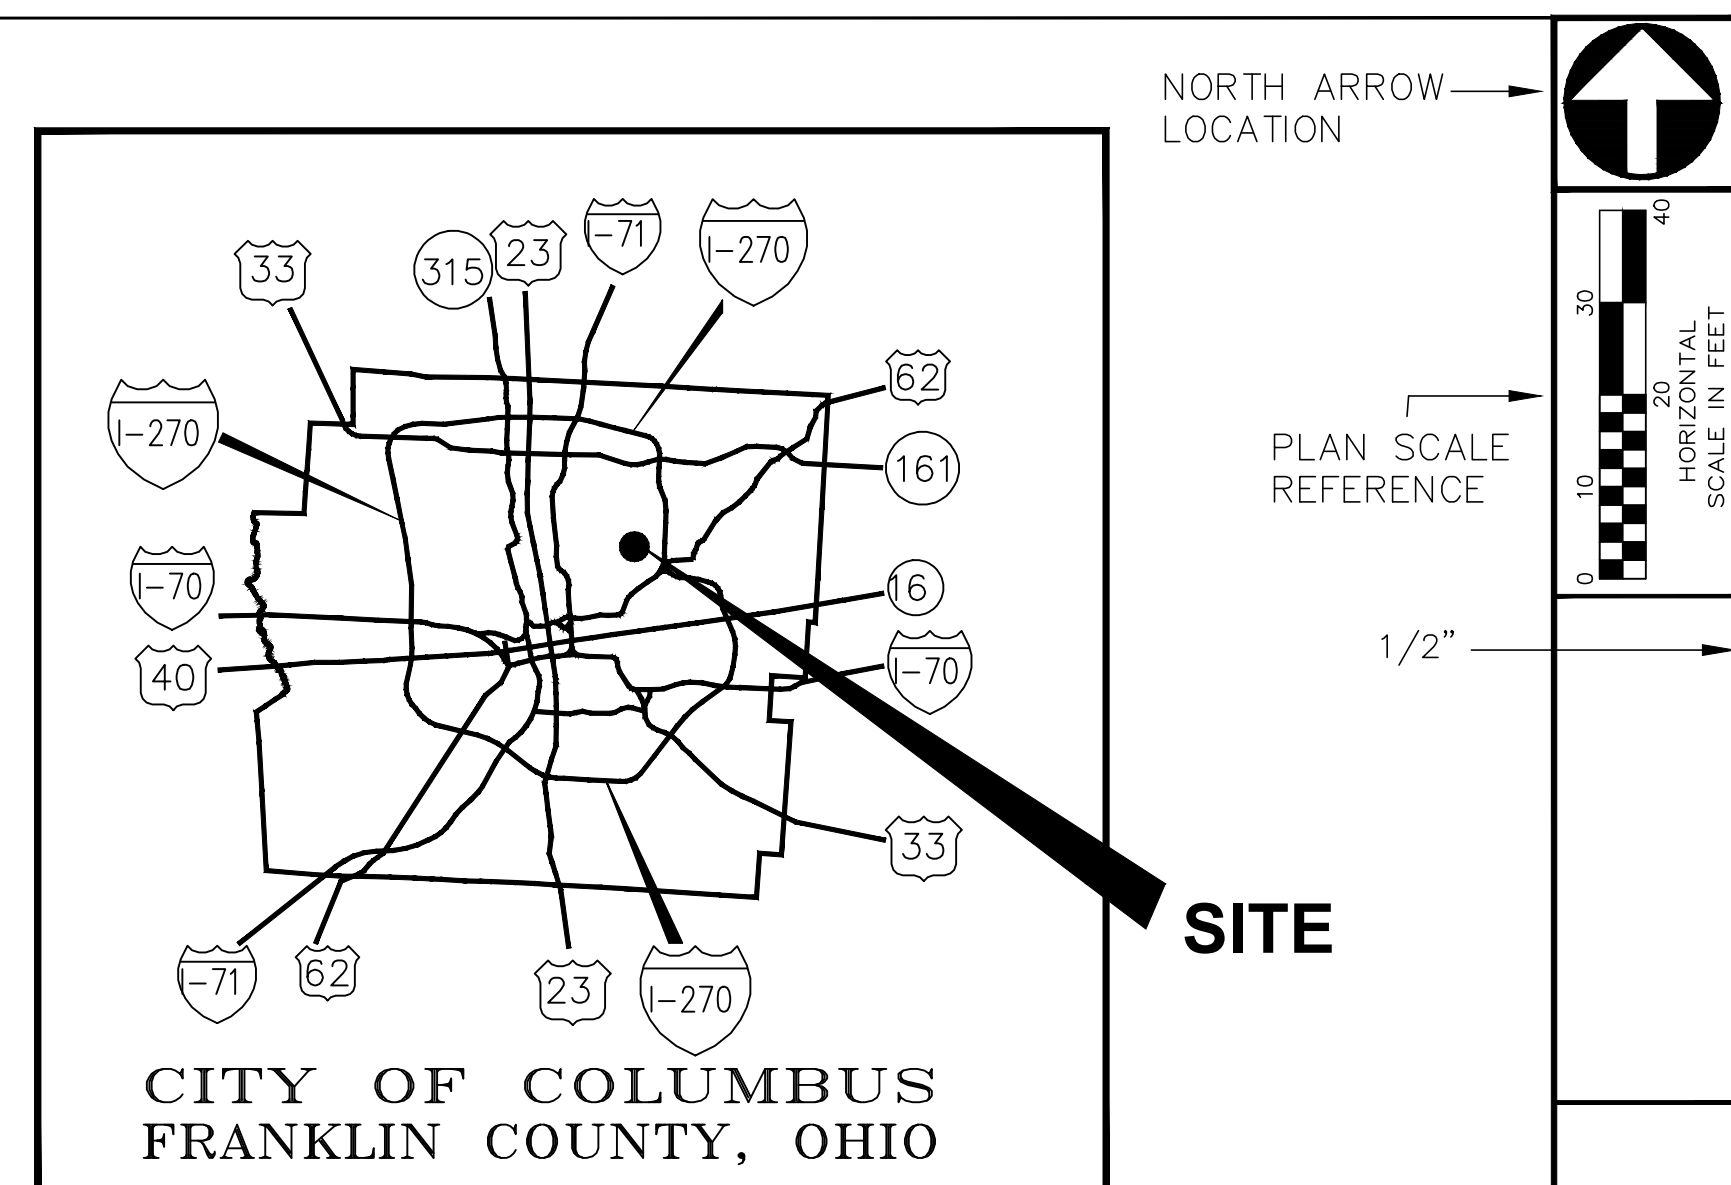 NORTH ARROW
LOCATION
33
315
23
I-71
I-270
40
30
20
10
0
HORIZONTAL
SCALE IN FEET
62
I-270
161
PLAN SCALE
REFERENCE
I-70
16
1/2"
40
I-70
33
SITE
I-71
62
23
I-270
CITY OF COLUMBUS
FRANKLIN COUNTY, OHIO